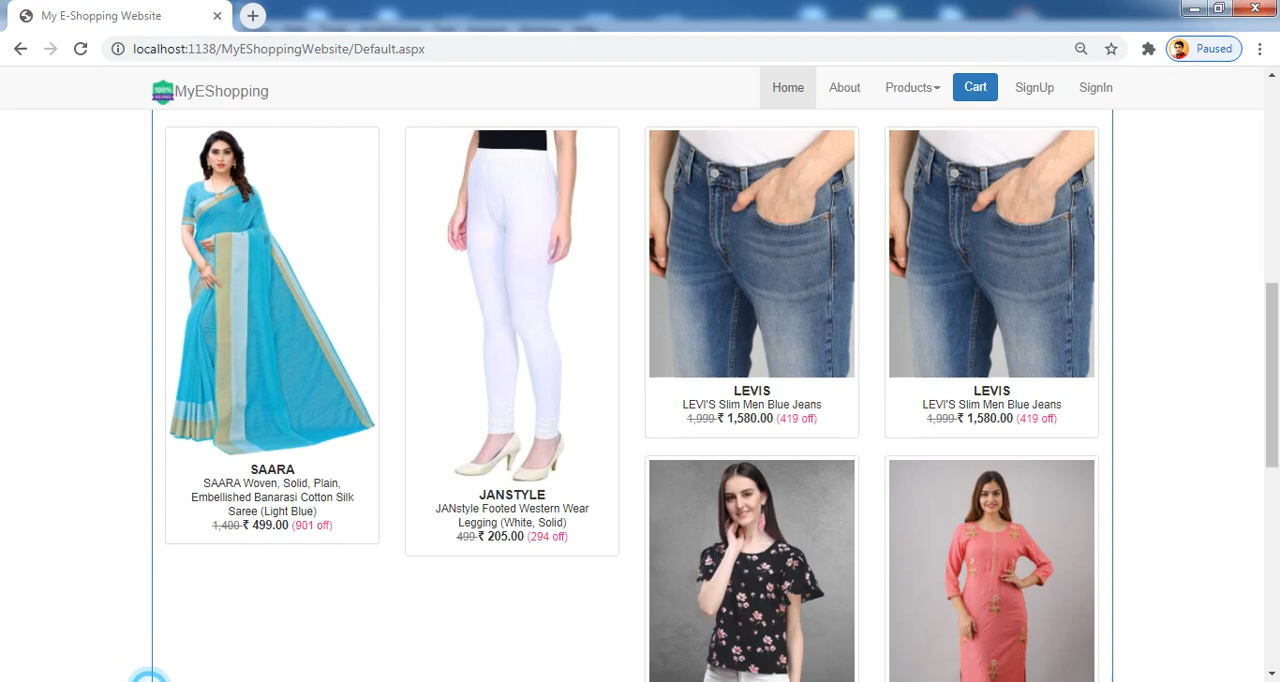 My E-Shopping Website
localhost:1138/MyEShoppingWebsite/Default.aspx
Paused
100%
MyEShopping
Home
About
Products
Cart
SignUp
SignIn
SAARA
SAARA Woven, Solid, Plain,
Embellished Banarasi Cotton Silk
Saree (Light Blue)
1,400 ₹ 499.00 (901 off)
JANSTYLE
JANstyle Footed Western Wear
Legging (White, Solid)
499 ₹ 205.00 (294 off)
LEVIS
LEVI'S Slim Men Blue Jeans
1,999 ₹ 1,580.00 (419 off)
LEVIS
LEVI'S Slim Men Blue Jeans
1,999 ₹ 1,580.00 (419 off)